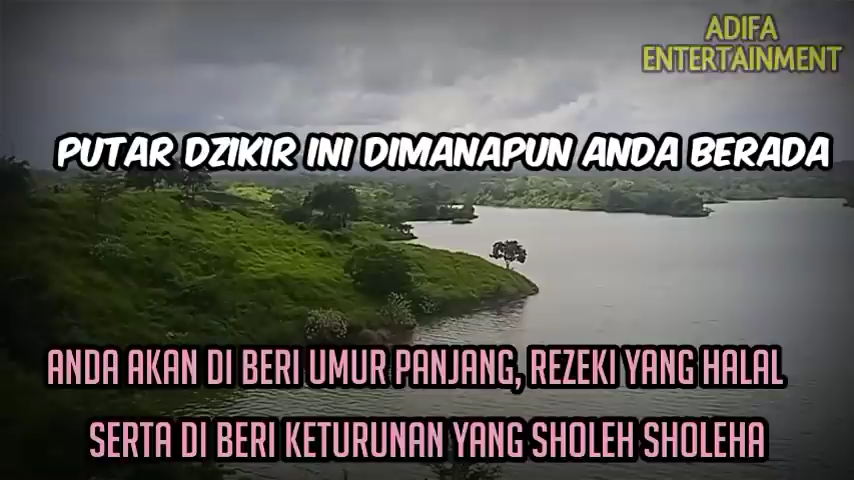 ADIFA
ENTERTAINMENT
PUTAR DZIKIR INI DIMANAPUN ANDA BERADA
ANDA AKAN DI BERI UMUR PANJANG, REZEKI YANG HALAL
SERTA DI BERI KETURUNAN YANG SHOLEH SHOLEHA